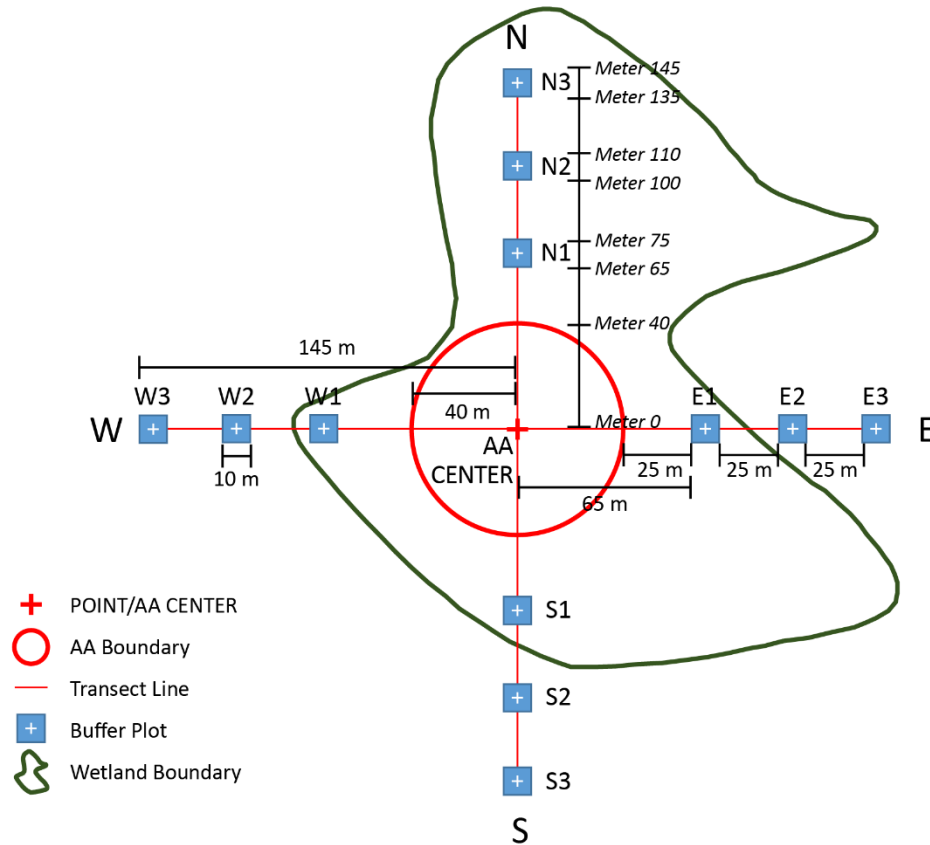 N
N3
Meter 145
Meter 135
N2
Meter 110
Meter 100
N1
Meter 75
Meter 65
Meter 40
145 m
W3
W2
W1
40 m
Meter 0
E1
E2
E3
W
E
AA
CENTER
10 m
25 m
25 m
25 m
65 m
POINT/AA CENTER
S1
AA Boundary
Transect Line
S2
Buffer Plot
Wetland Boundary
S3
S